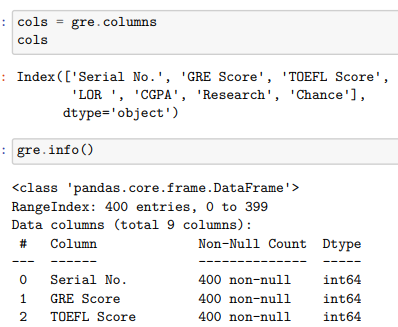 : cols = gre.columns
cols
: Index(['Serial No.', 'GRE Score', 'TOEFL Score',
'LOR ', 'CGPA', 'Research', 'Chance'],
dtype='object')
: gre.info()
<class 'pandas.core.frame.DataFrame'>
RangeIndex: 400 entries, 0 to 399
Data columns (total 9 columns):
# Column Non-Null Count Dtype
--- ------ -------------- -----
0 Serial No. 400 non-null int64
1 GRE Score 400 non-null int64
2 TOEFL Score 400 non-null int64